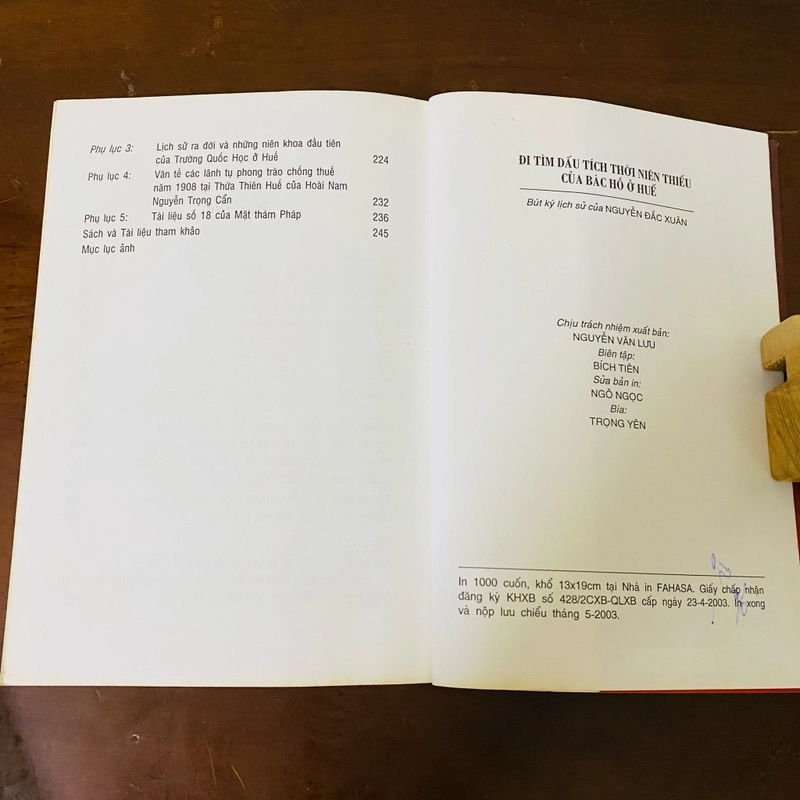 Phụ lục 3: Lịch sử ra đời và những niên khoa đầu tiên
của Trường Quốc Học ở Huế 224
Phụ lục 4: Văn tế các lãnh tụ phong trào chống thuế
năm 1908 tại Thừa Thiên Huế của Hoài Nam
Nguyễn Trọng Cẩn 232
Phụ lục 5: Tài liệu số 18 của Mật thám Pháp 236
Sách và Tài liệu tham khảo 245
Mục lục ảnh
ĐI TÌM DẤU TÍCH THỜI NIÊN THIẾU
CỦA BÁC HỒ Ở HUẾ
Bút ký lịch sử của NGUYỄN ĐẮC XUÂN
Chịu trách nhiệm xuất bản:
NGUYỄN VĂN LƯU
Biên tập:
BÍCH TIÊN
Sửa bản in:
NGÔ NGỌC
Bìa:
TRỌNG YÊN
In 1000 cuốn, khổ 13x19cm tại Nhà in FAHASA. Giấy chấp nhận
đăng ký KHXB số 428/2CXB-QLXB cấp ngày 23-4-2003. In xong
và nộp lưu chiểu tháng 5-2003.